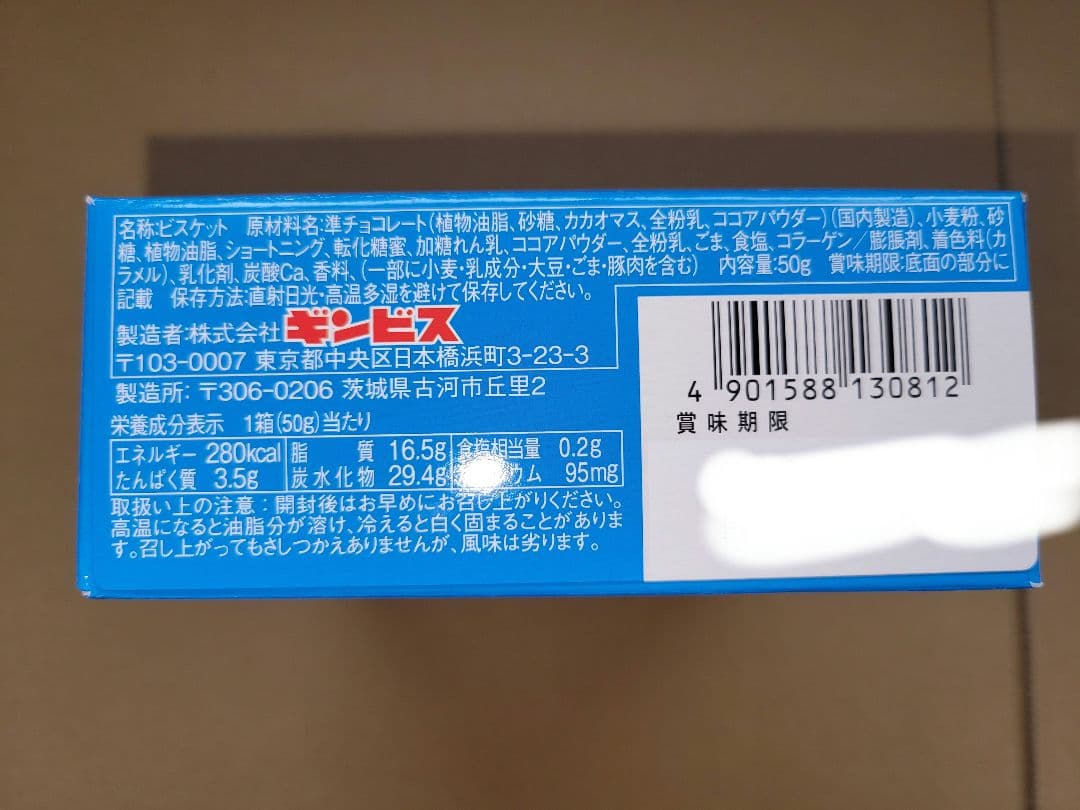 名称:ビスケット 原材料名:準チョコレート(植物油脂、砂糖、カカオマス、全粉乳、ココアパウダー)(国内製造)、小麦粉、砂
糖、植物油脂、ショートニング、転化糖蜜、加糖れん乳、ココアパウダー、全粉乳、ごま、食塩、コラーゲン/膨脹剤、着色料(カ
ラメル)、乳化剤、炭酸Ca、香料、(一部に小麦・乳成分・大豆・ごま・豚肉を含む) 内容量:50g 賞味期限:底面の部分に
記載 保存方法:直射日光・高温多湿を避けて保存してください。
製造者:株式会社ギンビス
〒103-0007 東京都中央区日本橋浜町3-23-3
製造所: 〒306-0206 茨城県古河市丘里2
栄養成分表示 1箱(50g)当たり
エネルギー 280kcal 脂質 16.5g 食塩相当量 0.2g
たんぱく質 3.5g 炭水化物 29.4g ウム 95mg
取扱い上の注意:開封後はお早めにお召し上がりください。
高温になると油脂分が溶け、冷えると白く固まることがありま
す。召し上がってもさしつかえありませんが、風味は劣ります。
4 901588 130812
賞味期限